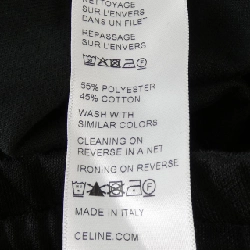 NETTOYAGE
SUR L'ENVERS
DANS UN FILET
REPASSAGE
SUR L'ENVERS
55% POLYESTER
45% COTTON
WASH WITH
SIMILAR COLORS
CLEANING ON
REVERSE IN A NET
IRONING ON REVERSE
MADE IN ITALY
CELINE.COM